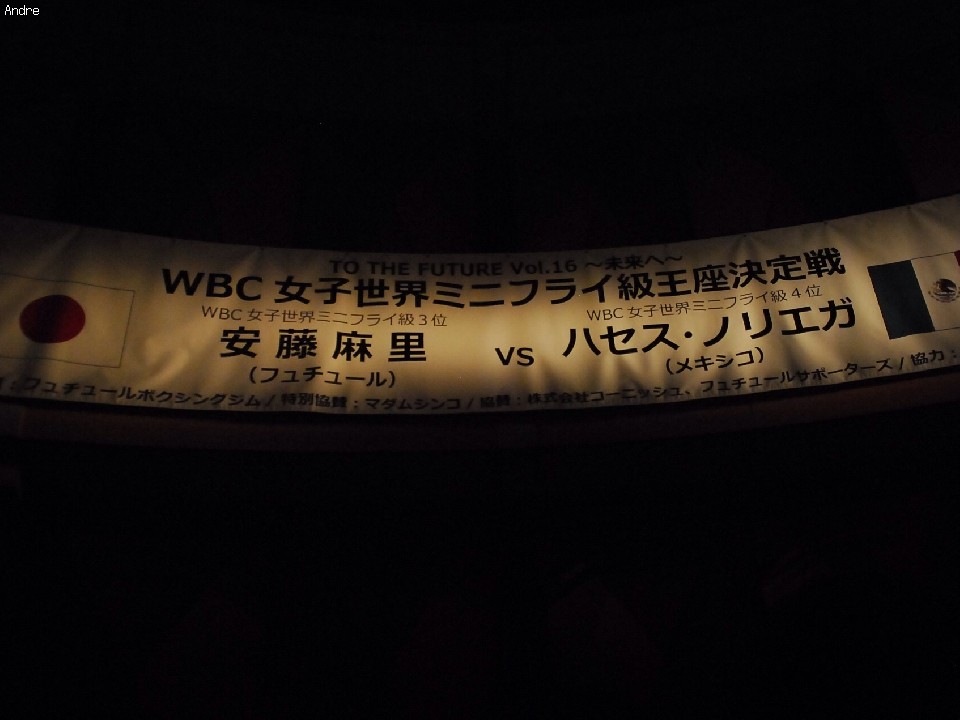 Andre
TO THE FUTURE Vol.16 ～未来へ～
WBC 女子世界ミニフライ級王座決定戦
WBC 女子世界ミニフライ級３位
安藤麻里
（フュチュール）
vs
WBC 女子世界ミニフライ級４位
ハセス・ノリエガ
（メキシコ）
：フュチュールボクシングジム / 特別協賛：マダムシンコ / 協賛：株式会社コーニッシュ、フュチュールサポーターズ / 協力：